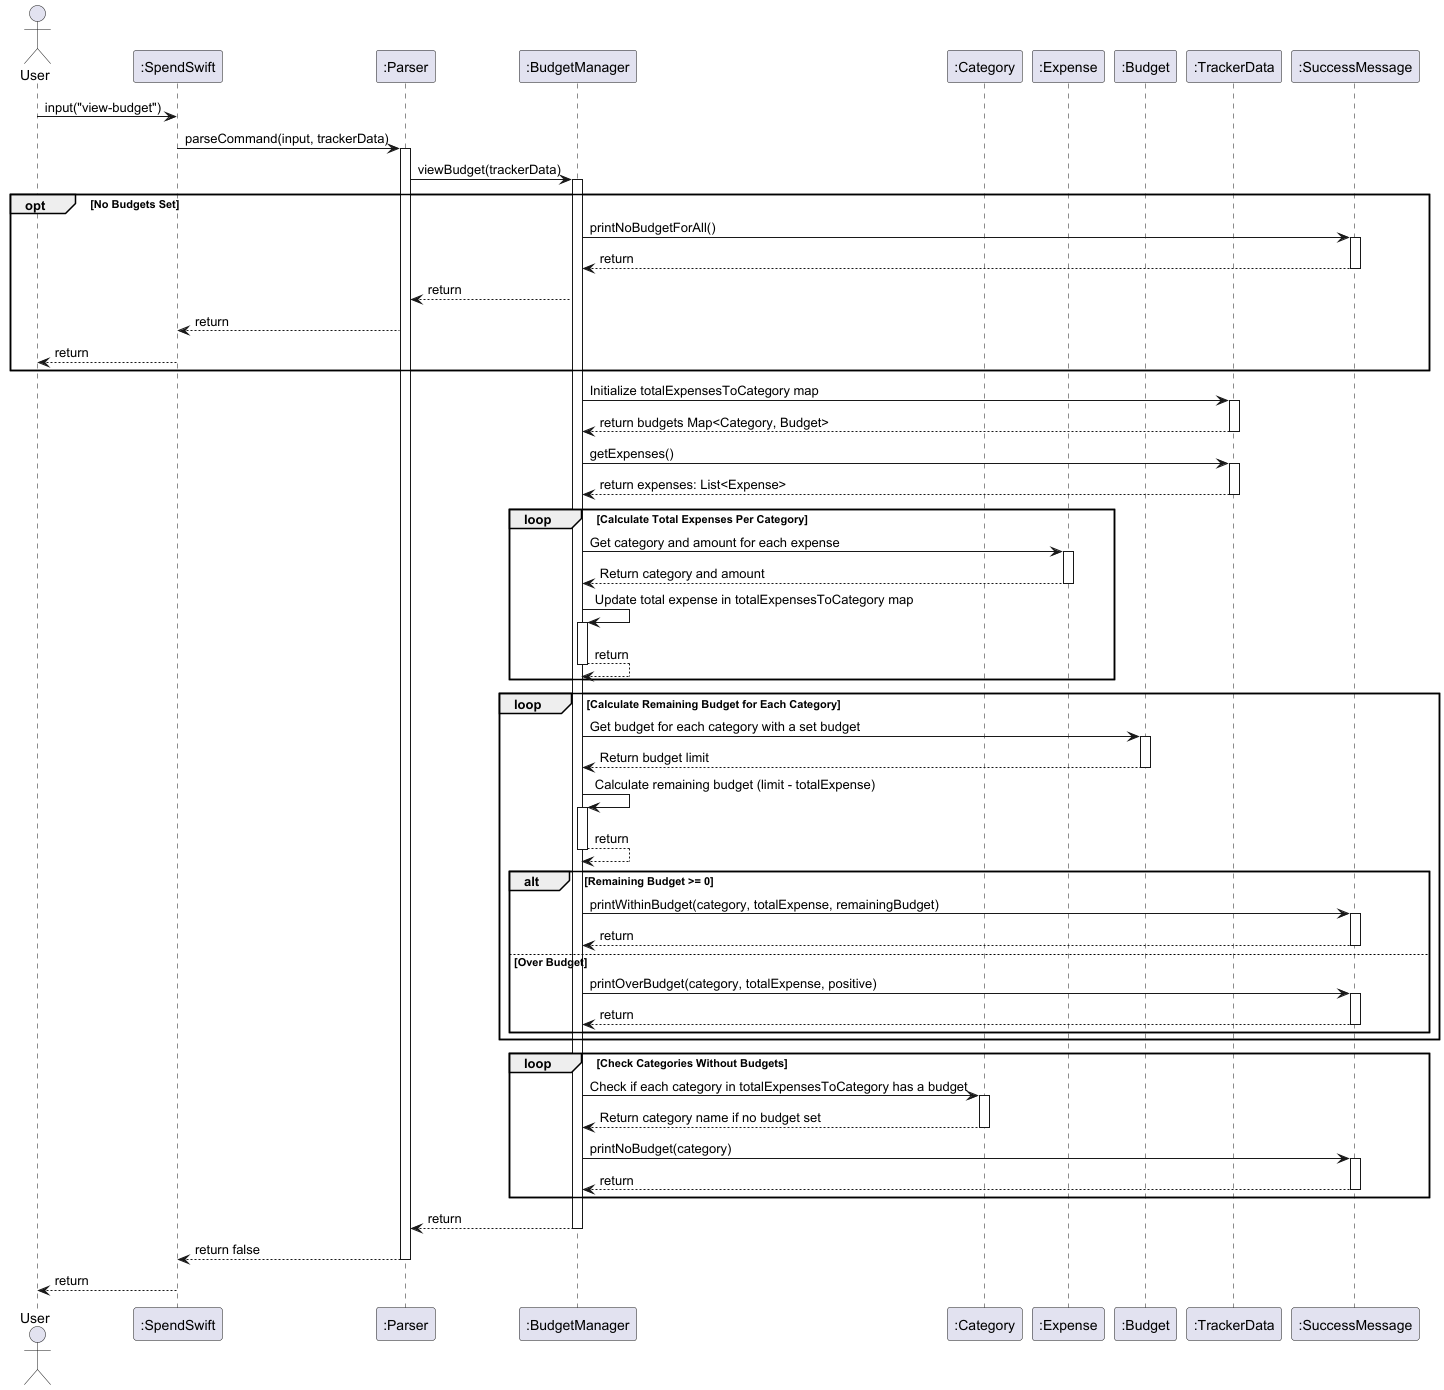 User
:SpendSwift
:Parser
:BudgetManager
:Category
:Expense
:Budget
:TrackerData
:SuccessMessage
input("view-budget")
parseCommand(input, trackerData)
viewBudget(trackerData)
opt
[No Budgets Set]
printNoBudgetForAll()
return
return
return
return
Initialize totalExpensesToCategory map
return budgets Map<Category, Budget>
getExpenses()
return expenses: List<Expense>
loop
[Calculate Total Expenses Per Category]
Get category and amount for each expense
Return category and amount
Update total expense in totalExpensesToCategory map
return
loop
[Calculate Remaining Budget for Each Category]
Get budget for each category with a set budget
Return budget limit
Calculate remaining budget (limit - totalExpense)
return
alt
[Remaining Budget >= 0]
printWithinBudget(category, totalExpense, remainingBudget)
return
[Over Budget]
printOverBudget(category, totalExpense, positive)
return
loop
[Check Categories Without Budgets]
Check if each category in totalExpensesToCategory has a budget
Return category name if no budget set
printNoBudget(category)
return
return
return false
return
User
:SpendSwift
:Parser
:BudgetManager
:Category
:Expense
:Budget
:TrackerData
:SuccessMessage